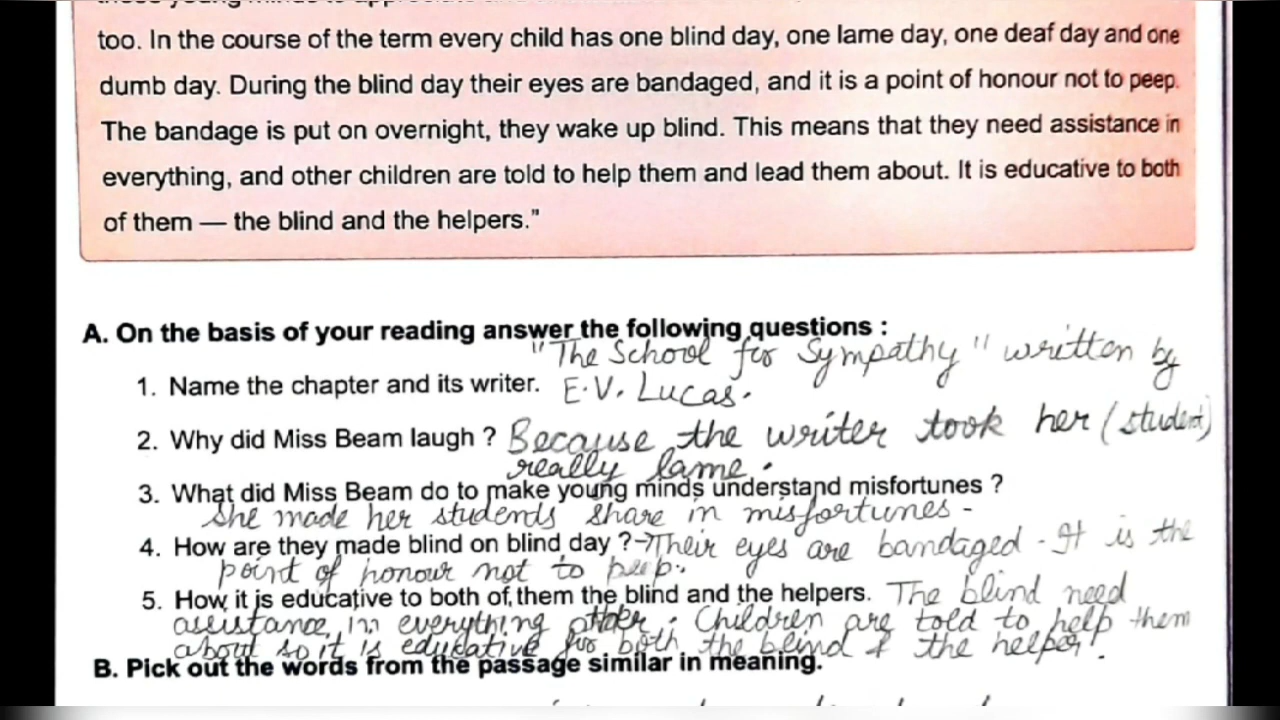 too. In the course of the term every child has one blind day, one lame day, one deaf day and one
dumb day. During the blind day their eyes are bandaged, and it is a point of honour not to peep.
The bandage is put on overnight, they wake up blind. This means that they need assistance in
everything, and other children are told to help them and lead them about. It is educative to both
of them — the blind and the helpers."
A. On the basis of your reading answer the following questions :
"The School for Sympathy" written by
1. Name the chapter and its writer. E.V. Lucas.
2. Why did Miss Beam laugh ? Because the writer took her (student)
really lame.
3. What did Miss Beam do to make young minds understand misfortunes ?
She made her students share in misfortunes -
4. How are they made blind on blind day ? - Their eyes are bandaged - It is the
point of honour not to peep.
5. How it is educative to both of them the blind and the helpers. The blind need
assistance in everything other. Children are told to help them
about so it is educative for both the blind & the helper.
B. Pick out the words from the passage similar in meaning.